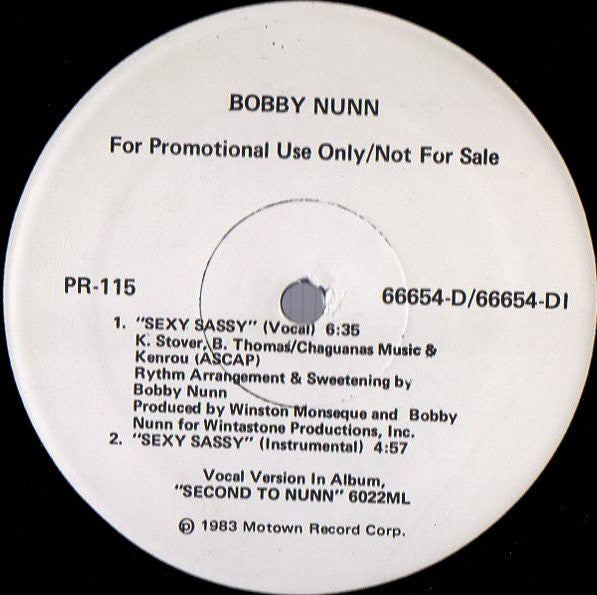 BOBBY NUNN
For Promotional Use Only/Not For Sale
PR-115
66654-D/66654-DI
1. "SEXY SASSY" (Vocal) 6:35
K. Stover, B. Thomas/Chaguanas Music &
Kenrou (ASCAP)
Rythm Arrangement & Sweetening by
Bobby Nunn
Produced by Winston Monseque and Bobby
Nunn for Wintastone Productions, Inc.
2. "SEXY SASSY" (Instrumental) 4:57
Vocal Version In Album,
"SECOND TO NUNN" 6022ML
℗ 1983 Motown Record Corp.